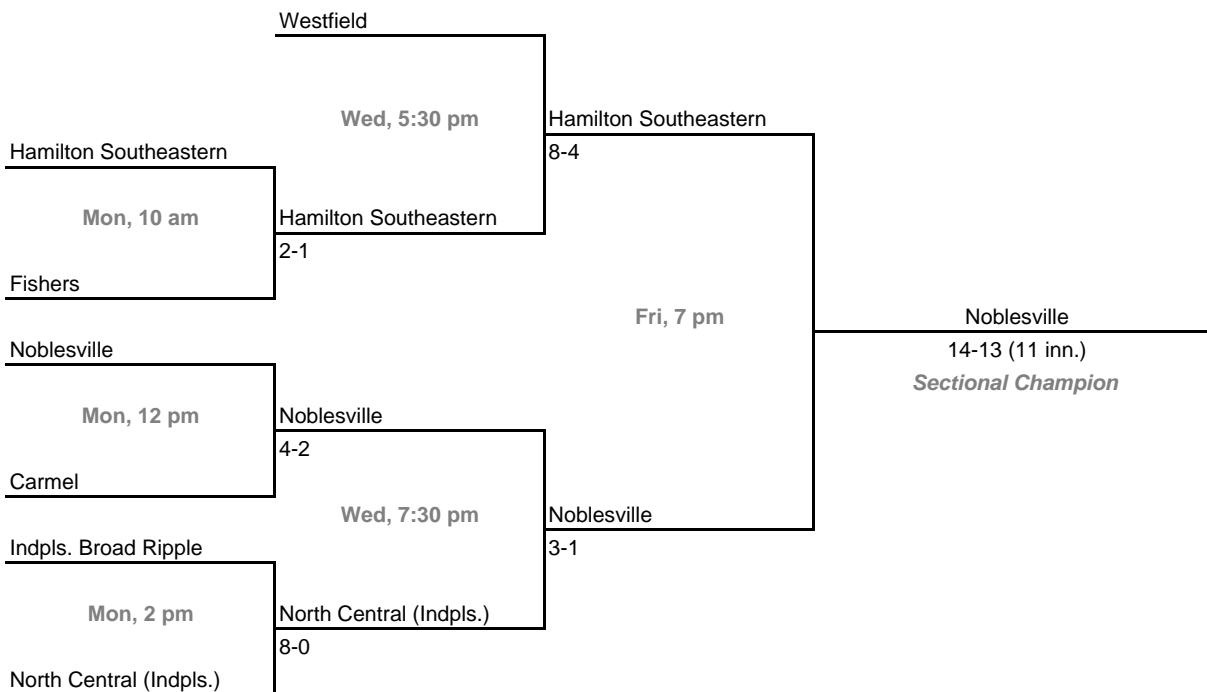 Westfield
Wed, 5:30 pm
Hamilton Southeastern
8-4
Hamilton Southeastern
Mon, 10 am
Hamilton Southeastern
2-1
Fishers
Fri, 7 pm
Noblesville
14-13 (11 inn.)
Sectional Champion
Noblesville
Mon, 12 pm
Noblesville
4-2
Carmel
Wed, 7:30 pm
Noblesville
3-1
Indpls. Broad Ripple
Mon, 2 pm
North Central (Indpls.)
8-0
North Central (Indpls.)